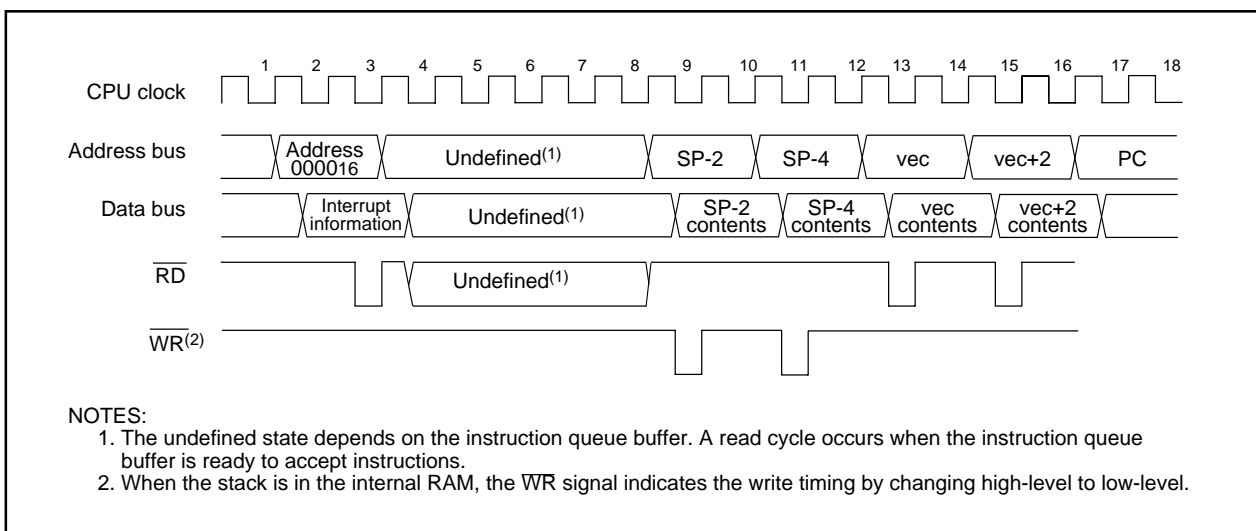 1 2 3 4 5 6 7 8 9 10 11 12 13 14 15 16 17 18
CPU clock
Address bus
Address
000016
Undefined(1)
SP-2
SP-4
vec
vec+2
PC
Data bus
Interrupt
information
Undefined(1)
SP-2
contents
SP-4
contents
vec
contents
vec+2
contents
RD
Undefined(1)
WR(2)
NOTES:
1. The undefined state depends on the instruction queue buffer. A read cycle occurs when the instruction queue
buffer is ready to accept instructions.
2. When the stack is in the internal RAM, the WR signal indicates the write timing by changing high-level to low-level.